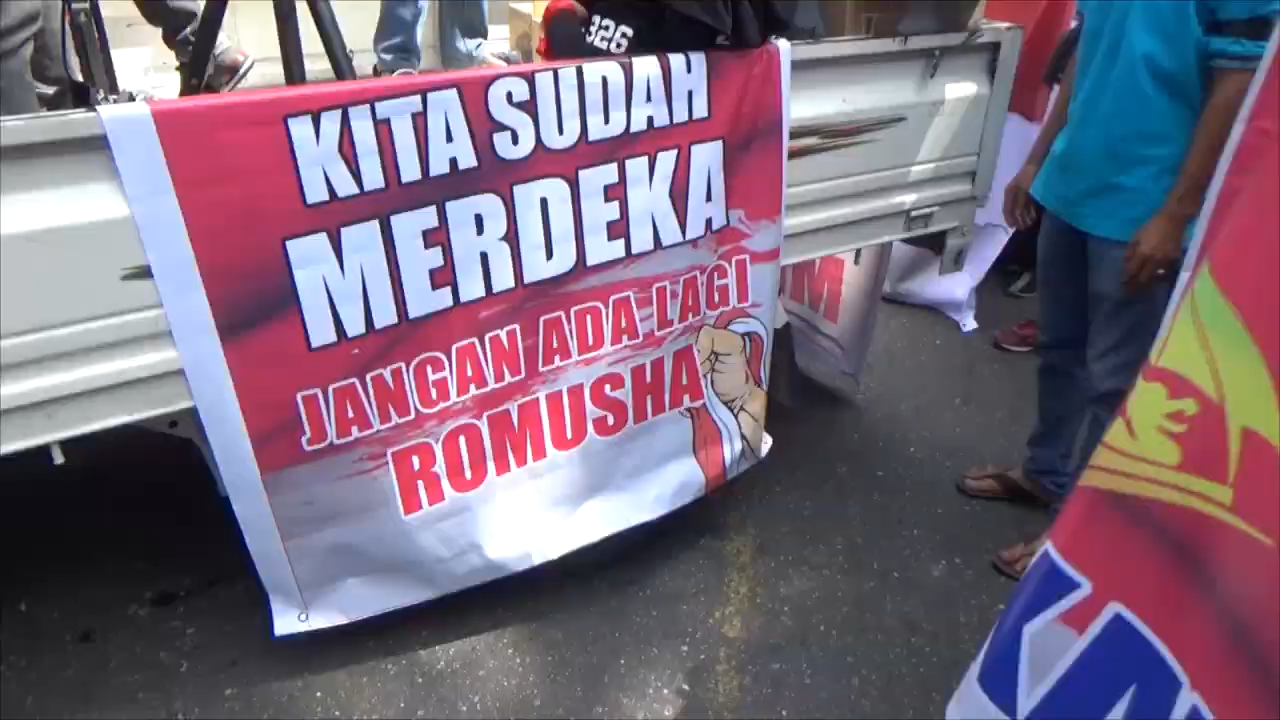 326
KITA SUDAH
MERDEKA
JANGAN ADA LAGI
ROMUSHA